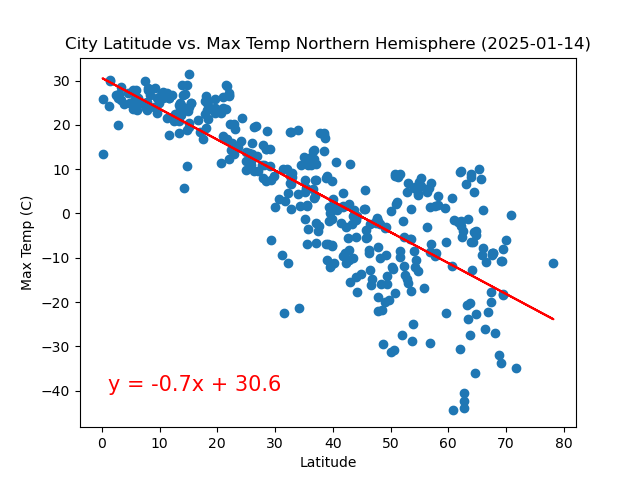 City Latitude vs. Max Temp Northern Hemisphere (2025-01-14)
Max Temp (C)
30
20
10
0
−10
−20
−30
−40
y = -0.7x + 30.6
0 10 20 30 40 50 60 70 80
Latitude